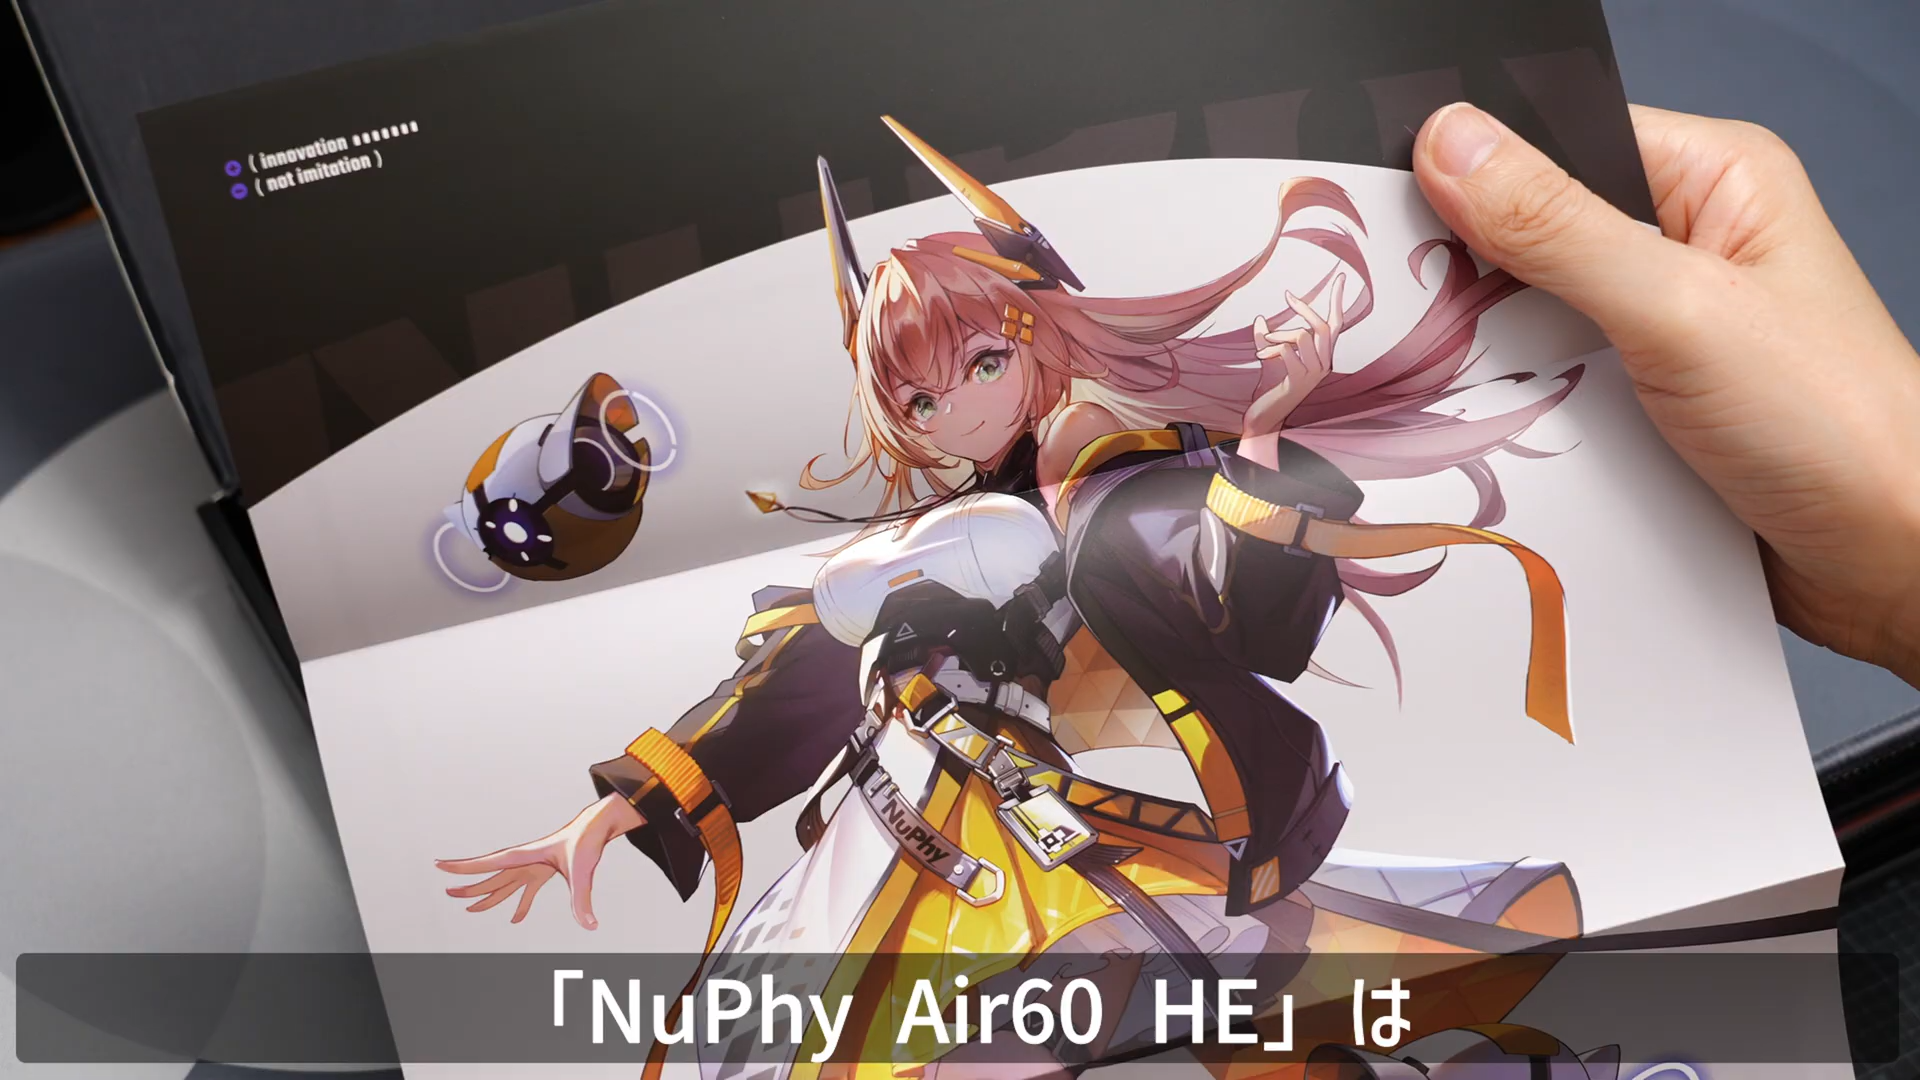 ( innovation
( not imitation )
NuPhy
「NuPhy Air60 HE」は